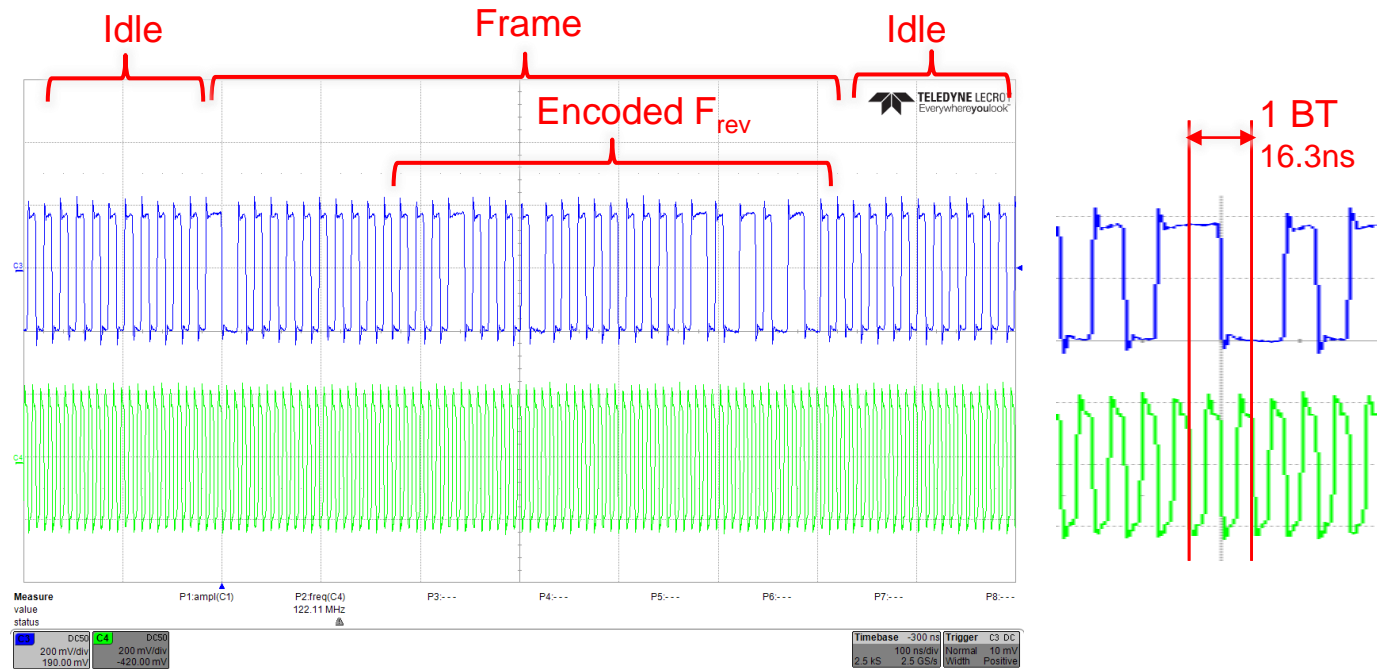 Idle
Frame
Idle
TELEDYNE LECROY
Everywhereyoulook
Encoded Frev
1 BT
16.3ns
C3
C4
Measure P1:ampl(C1) P2:freq(C4) P3:- - - P4:- - - P5:- - - P6:- - - P7:- - - P8:- - -
value 122.11 MHz
status
C3 DC50 C4 DC50 Timebase -300 ns Trigger C3 DC
200 mV/div 200 mV/div 100 ns/div Normal 10 mV
190.00 mV -420.00 mV 2.5 kS 2.5 GS/s Width Positive